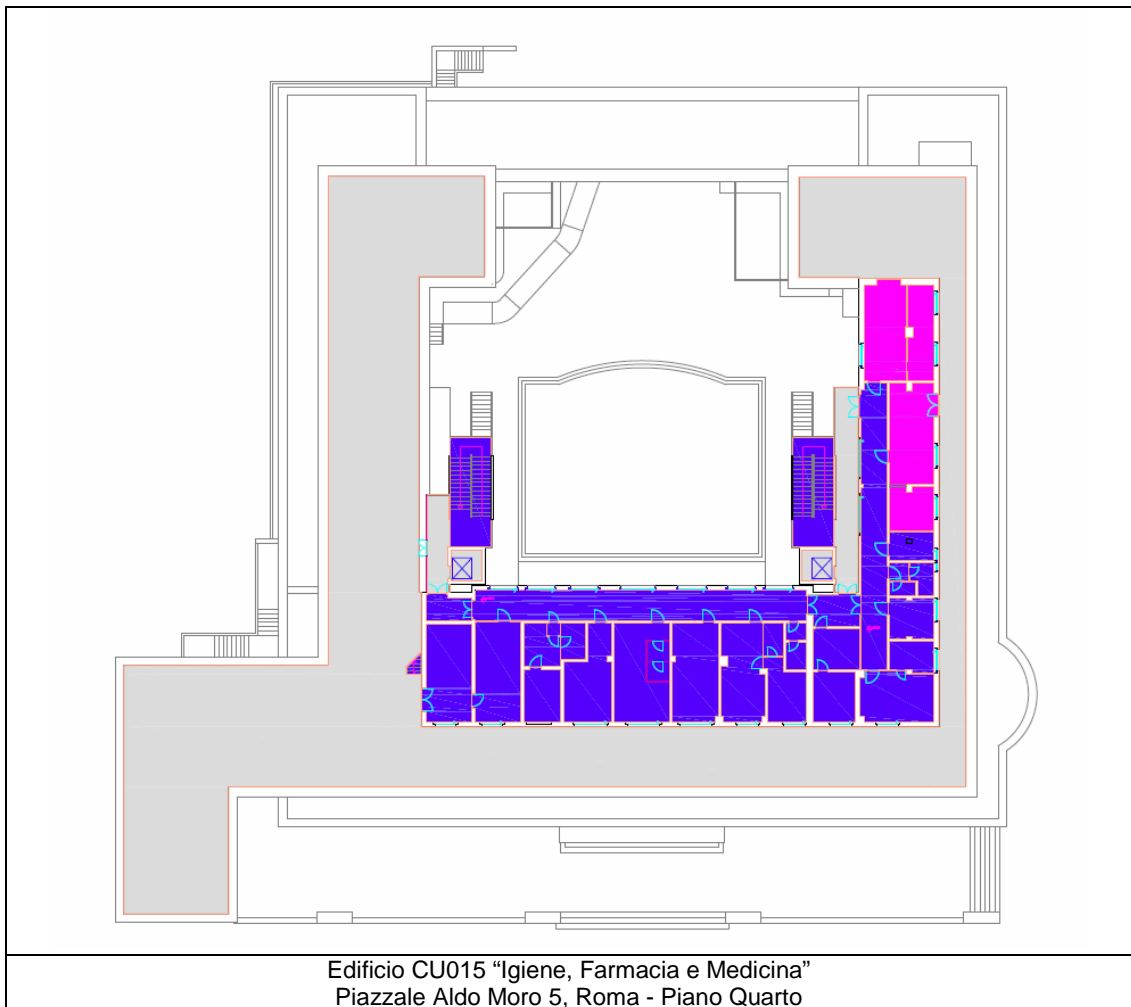 Edificio CU015 “Igiene, Farmacia e Medicina”
Piazzale Aldo Moro 5, Roma - Piano Quarto